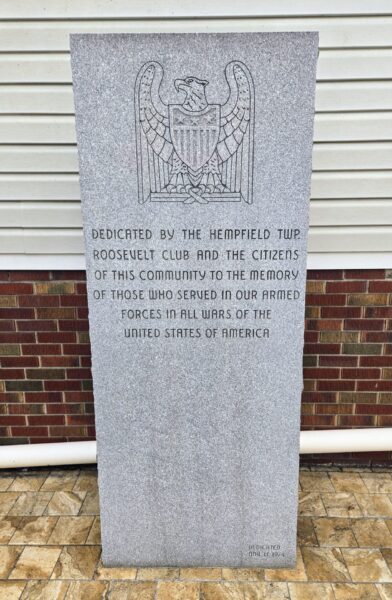 DEDICATED BY THE HEMPFIELD TWP.
ROOSEVELT CLUB AND THE CITIZENS
OF THIS COMMUNITY TO THE MEMORY
OF THOSE WHO SERVED IN OUR ARMED
FORCES IN ALL WARS OF THE
UNITED STATES OF AMERICA
DEDICATED